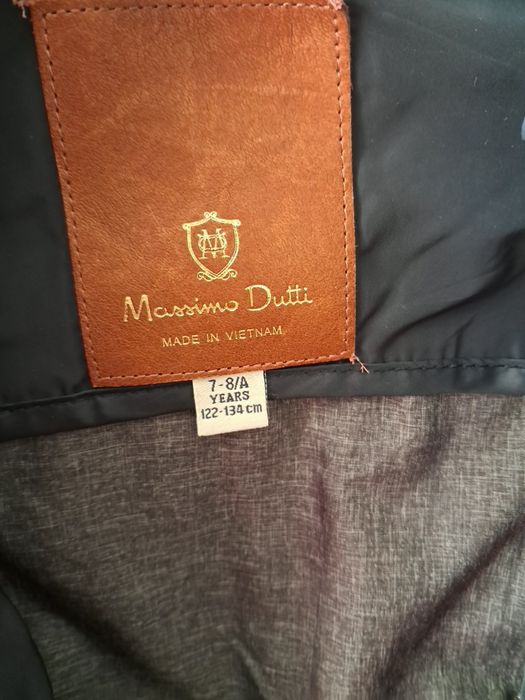 Massimo Dutti
MADE IN VIETNAM
7-8/A
YEARS
122-134 cm